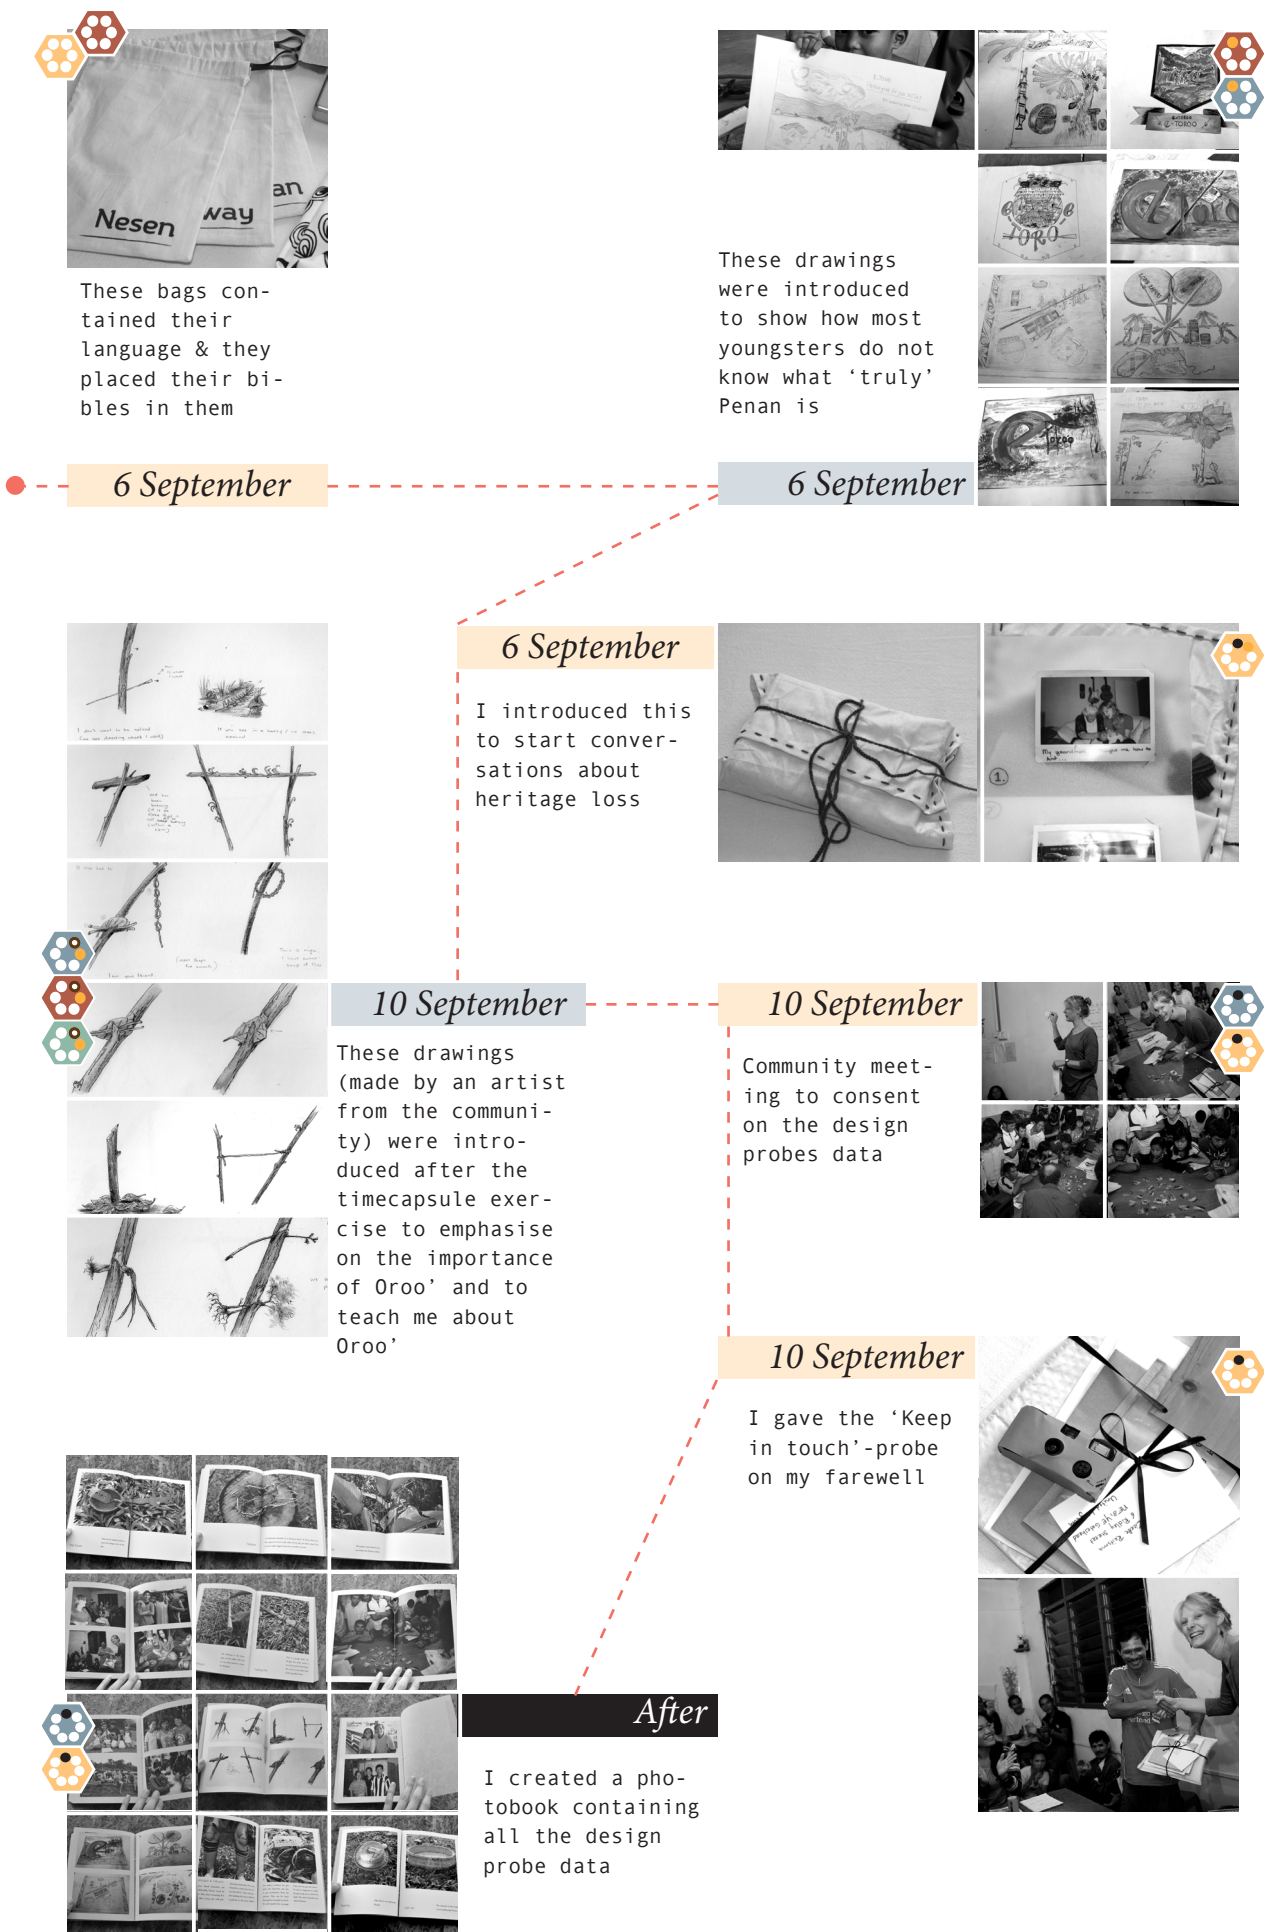 Nesen
way
an
These bags con-
tained their
language & they
placed their bi-
bles in them
These drawings
were introduced
to show how most
youngsters do not
know what ‘truly’
Penan is
6 September
6 September
6 September
I introduced this
to start conver-
sations about
heritage loss
1.
10 September
These drawings
(made by an artist
from the communi-
ty) were intro-
duced after the
timecapsule exer-
cise to emphasise
on the importance
of Oroo’ and to
teach me about
Oroo’
10 September
Community meet-
ing to consent
on the design
probes data
10 September
I gave the ‘Keep
in touch’-probe
on my farewell
After
I created a pho-
tobook containing
all the design
probe data